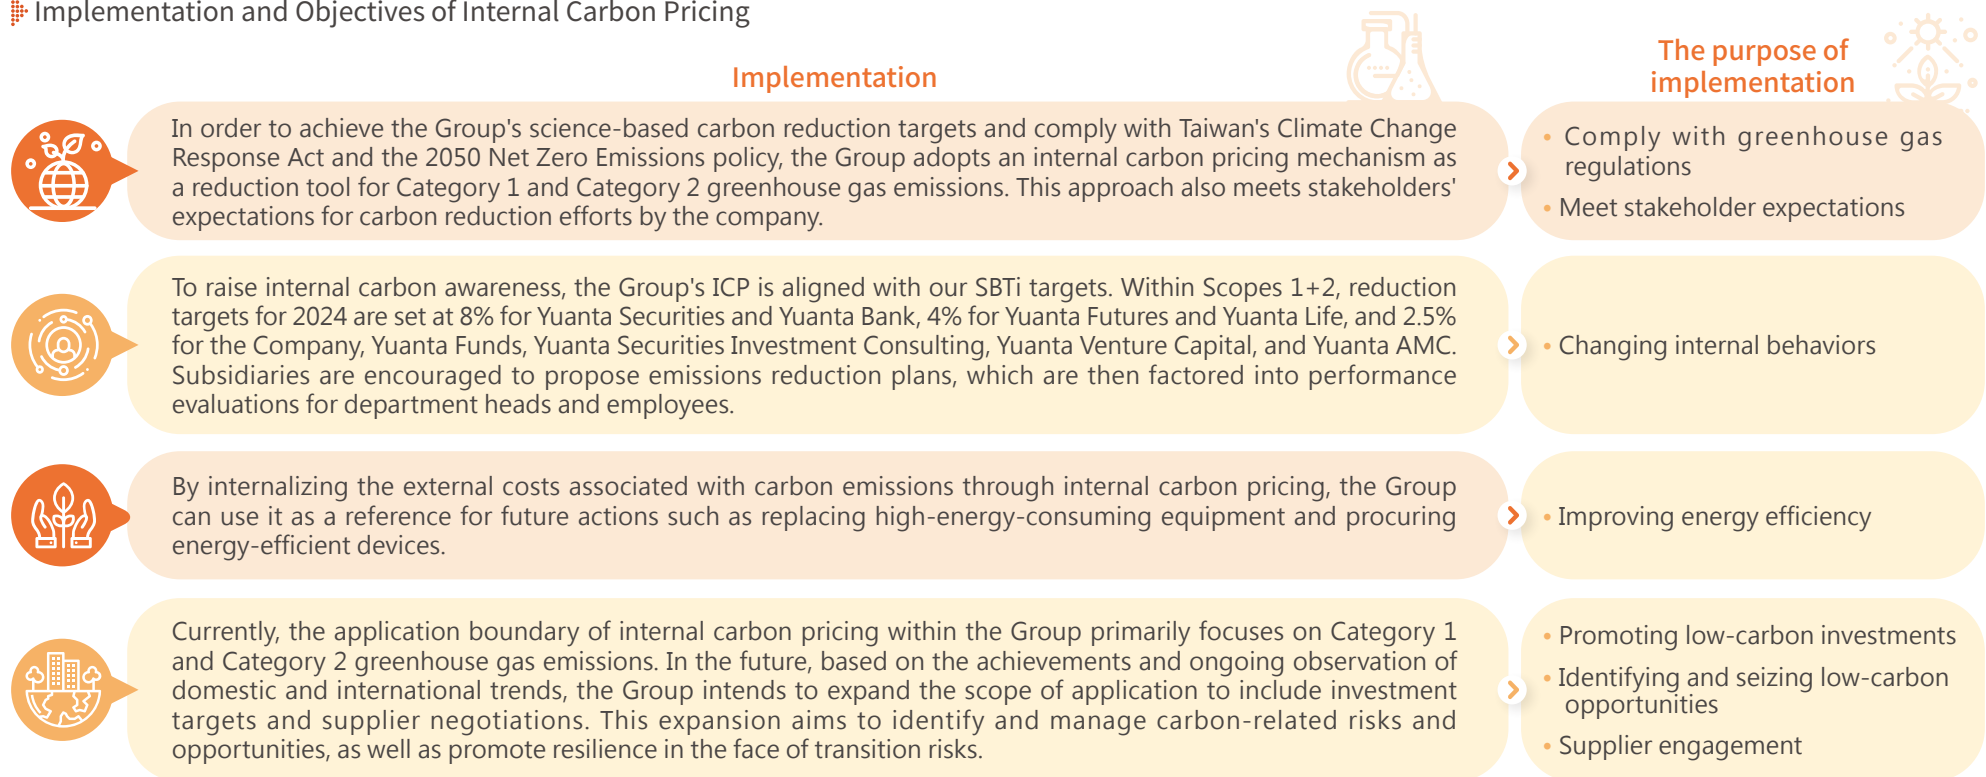 Implementation and Objectives of Internal Carbon Pricing
Implementation
The purpose of
implementation
In order to achieve the Group's science-based carbon reduction targets and comply with Taiwan's Climate Change
Response Act and the 2050 Net Zero Emissions policy, the Group adopts an internal carbon pricing mechanism as
a reduction tool for Category 1 and Category 2 greenhouse gas emissions. This approach also meets stakeholders'
expectations for carbon reduction efforts by the company.
• Comply with greenhouse gas
regulations
• Meet stakeholder expectations
To raise internal carbon awareness, the Group's ICP is aligned with our SBTi targets. Within Scopes 1+2, reduction
targets for 2024 are set at 8% for Yuanta Securities and Yuanta Bank, 4% for Yuanta Futures and Yuanta Life, and 2.5%
for the Company, Yuanta Funds, Yuanta Securities Investment Consulting, Yuanta Venture Capital, and Yuanta AMC.
Subsidiaries are encouraged to propose emissions reduction plans, which are then factored into performance
evaluations for department heads and employees.
• Changing internal behaviors
By internalizing the external costs associated with carbon emissions through internal carbon pricing, the Group
can use it as a reference for future actions such as replacing high-energy-consuming equipment and procuring
energy-efficient devices.
• Improving energy efficiency
Currently, the application boundary of internal carbon pricing within the Group primarily focuses on Category 1
and Category 2 greenhouse gas emissions. In the future, based on the achievements and ongoing observation of
domestic and international trends, the Group intends to expand the scope of application to include investment
targets and supplier negotiations. This expansion aims to identify and manage carbon-related risks and
opportunities, as well as promote resilience in the face of transition risks.
• Promoting low-carbon investments
• Identifying and seizing low-carbon
opportunities
• Supplier engagement